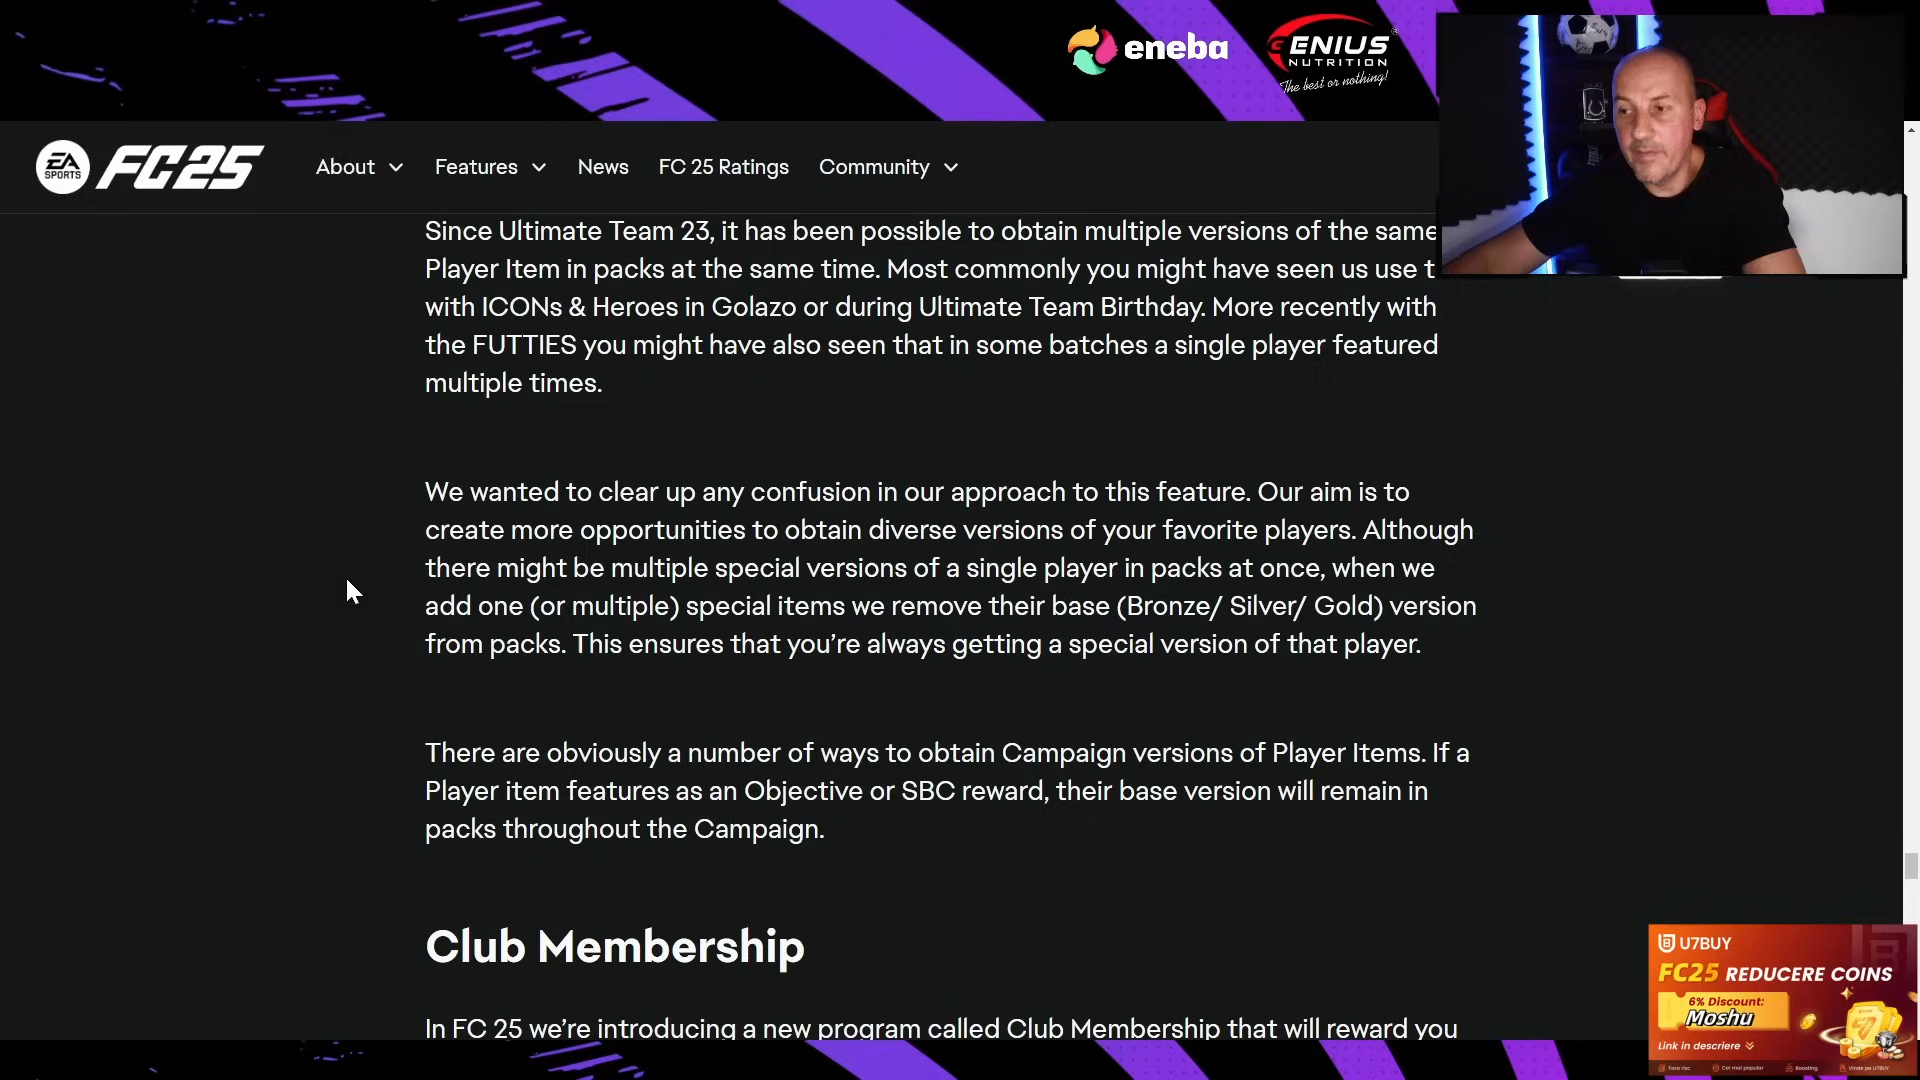 eneba
GENIUS
NUTRITION
®
The best or nothing!
EA
SPORTS
FC25
About
Features
News
FC 25 Ratings
Community
Since Ultimate Team 23, it has been possible to obtain multiple versions of the same
Player Item in packs at the same time. Most commonly you might have seen us use t
with ICONs & Heroes in Golazo or during Ultimate Team Birthday. More recently with
the FUTTIES you might have also seen that in some batches a single player featured
multiple times.
We wanted to clear up any confusion in our approach to this feature. Our aim is to
create more opportunities to obtain diverse versions of your favorite players. Although
there might be multiple special versions of a single player in packs at once, when we
add one (or multiple) special items we remove their base (Bronze/ Silver/ Gold) version
from packs. This ensures that you’re always getting a special version of that player.
There are obviously a number of ways to obtain Campaign versions of Player Items. If a
Player item features as an Objective or SBC reward, their base version will remain in
packs throughout the Campaign.
Club Membership
In FC 25 we’re introducing a new program called Club Membership that will reward you
U7BUY
FC25 REDUCERE COINS
6% Discount:
Moshu
Link in descriere
Fara risc
Cel mai popular
Boosting
Vinde pe U7BUY